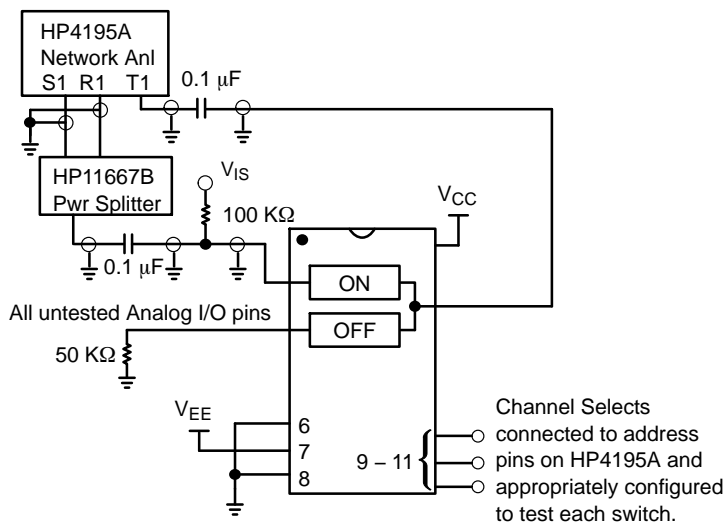 HP4195A
Network Anl
S1 R1 T1
0.1 μF
HP11667B
Pwr Splitter
VIS
100 KΩ
VCC
0.1 μF
ON
All untested Analog I/O pins
OFF
50 KΩ
VEE
6
7
8
9 – 11
Channel Selects
connected to address
pins on HP4195A and
appropriately configured
to test each switch.